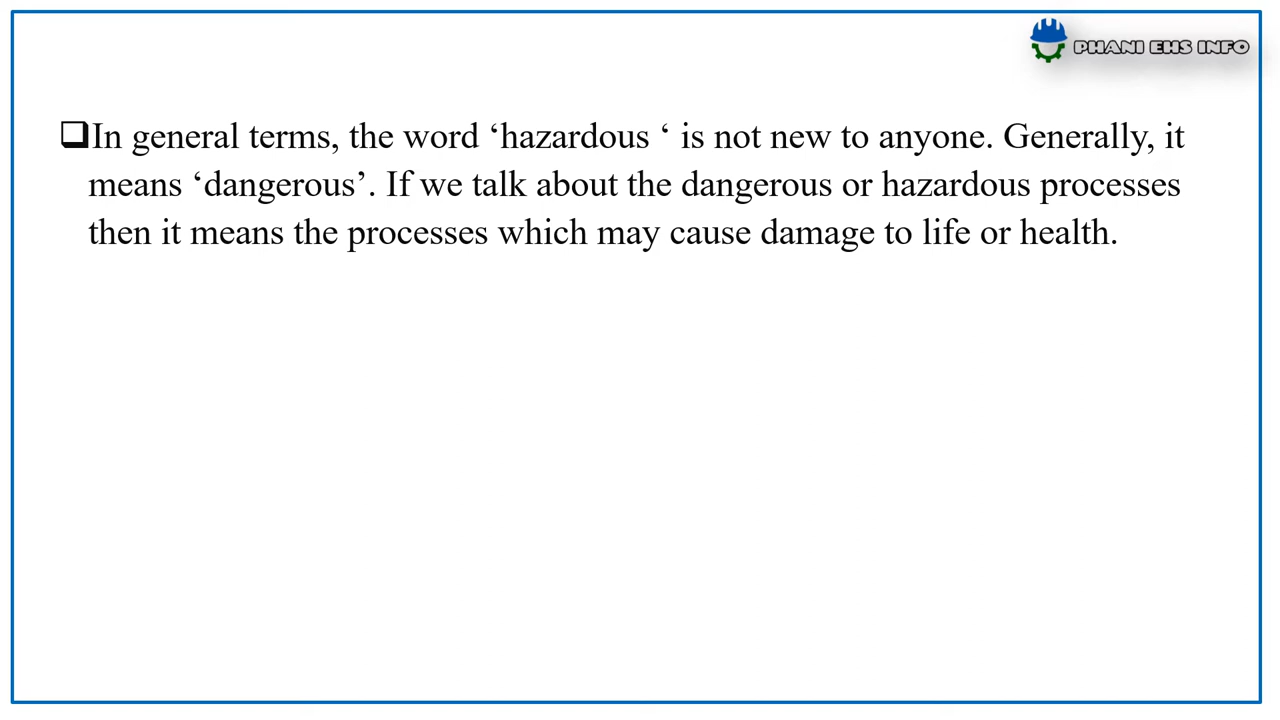 PHANI EHS INFO
❑In general terms, the word ‘hazardous ‘ is not new to anyone. Generally, it
means ‘dangerous’. If we talk about the dangerous or hazardous processes
then it means the processes which may cause damage to life or health.